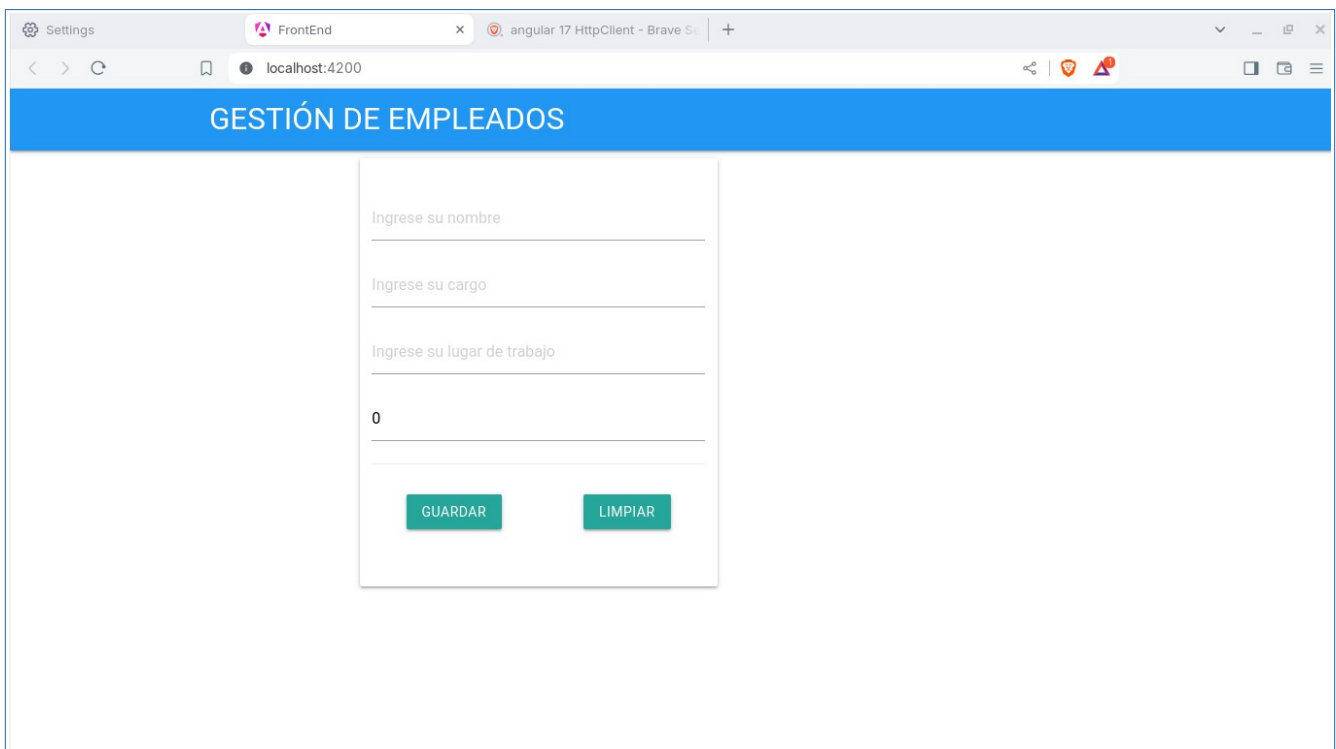 Settings
FrontEnd
angular 17 HttpClient - Brave Se
localhost:4200
1
GESTIÓN DE EMPLEADOS
Ingrese su nombre
Ingrese su cargo
Ingrese su lugar de trabajo
0
GUARDAR LIMPIAR